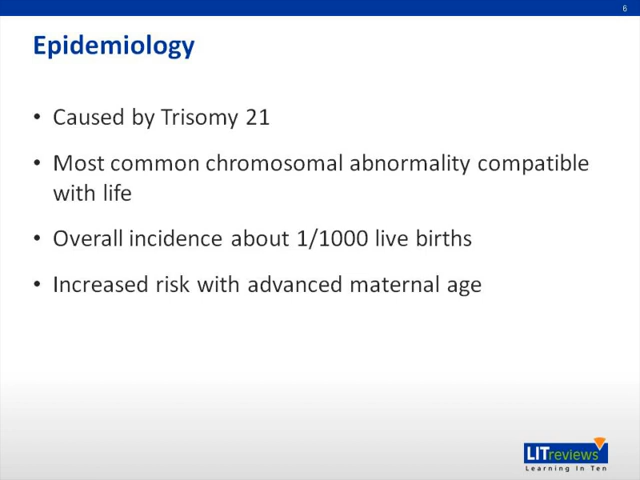 6
Epidemiology
• Caused by Trisomy 21
• Most common chromosomal abnormality compatible
with life
• Overall incidence about 1/1000 live births
• Increased risk with advanced maternal age
LITreviews
Learning In Ten